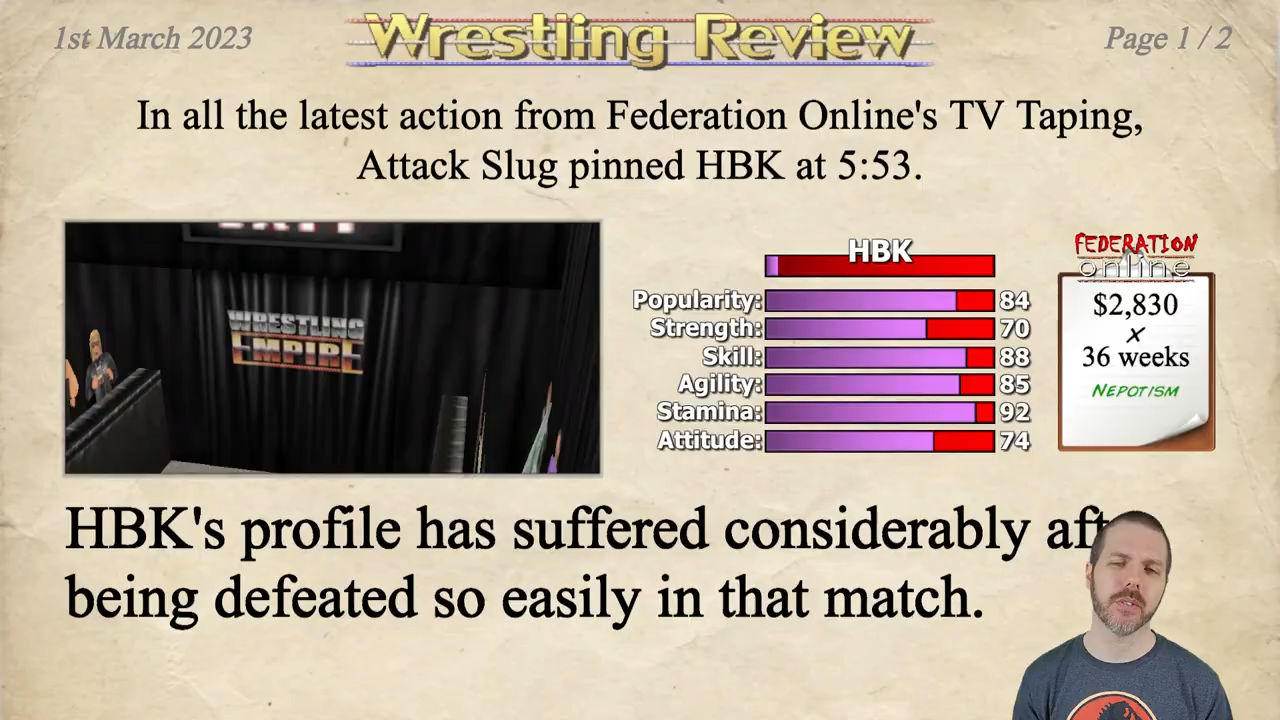 1st March 2023
Wrestling Review
Page 1 / 2
In all the latest action from Federation Online's TV Taping,
Attack Slug pinned HBK at 5:53.
WRESTLING
EMPIRE
HBK
Popularity: 84
Strength: 70
Skill: 88
Agility: 85
Stamina: 92
Attitude: 74
FEDERATION
online
$2,830
x
36 weeks
NEPOTISM
HBK's profile has suffered considerably
being defeated so easily in that match.